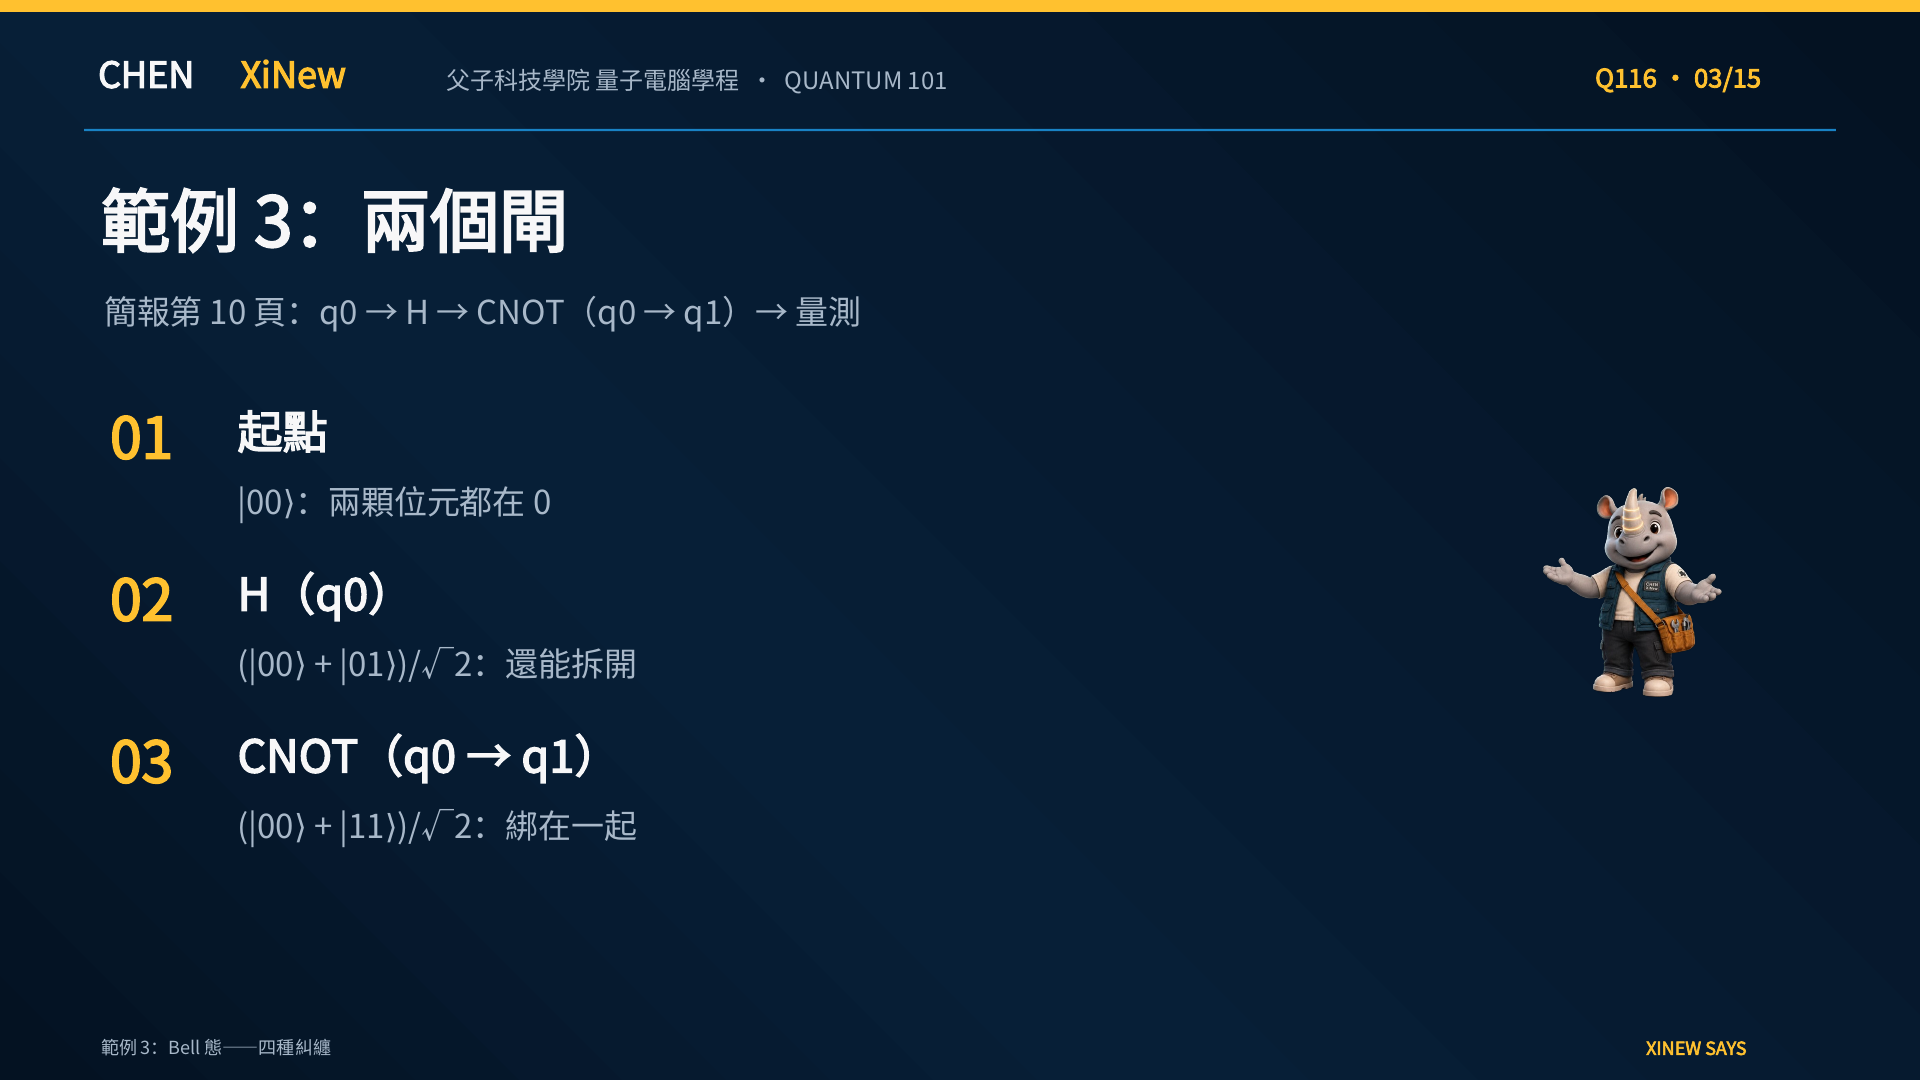 CHEN XiNew 父子科技學院 量子電腦學程 • QUANTUM 101 Q116 • 03/15
範例 3：兩個閘
簡報第 10 頁：q0 → H → CNOT（q0 → q1）→ 量測
01 起點
|00⟩：兩顆位元都在 0
02 H（q0）
(|00⟩ + |01⟩)/√2：還能拆開
03 CNOT（q0 → q1）
(|00⟩ + |11⟩)/√2：綁在一起
範例 3：Bell 態——四種糾纏
XINEW SAYS